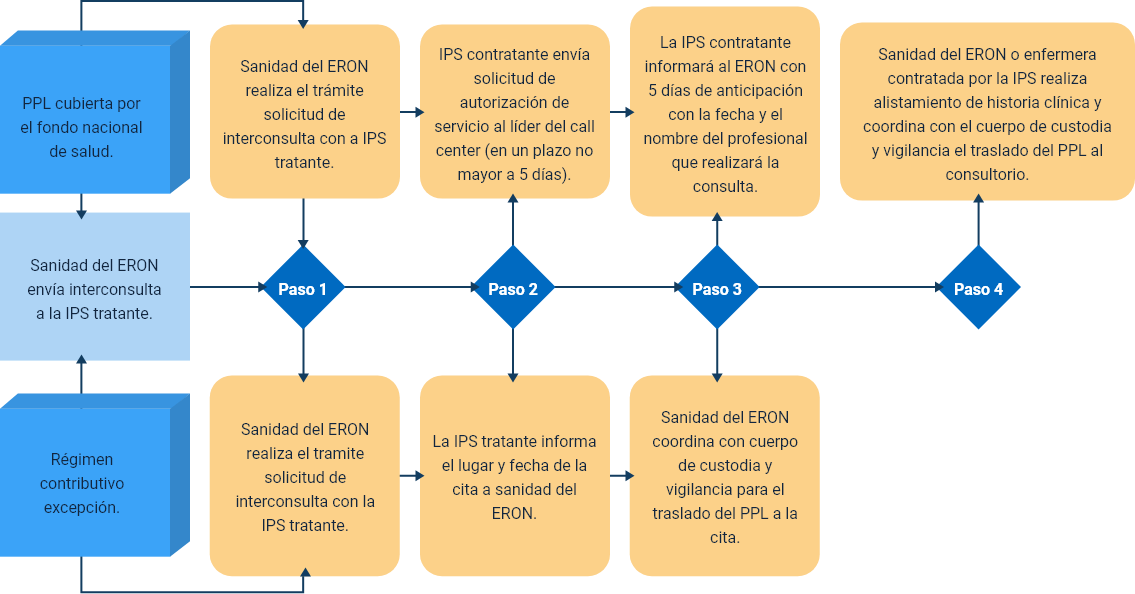 PPL cubierta por
el fondo nacional
de salud.
Sanidad del ERON
realiza el trámite
solicitud de
interconsulta con a IPS
tratante.
IPS contratante envía
solicitud de
autorización de
servicio al líder del call
center (en un plazo no
mayor a 5 días).
La IPS contratante
informará al ERON con
5 días de anticipación
con la fecha y el
nombre del profesional
que realizará la
consulta.
Sanidad del ERON o enfermera
contratada por la IPS realiza
alistamiento de historia clínica y
coordina con el cuerpo de custodia
y vigilancia el traslado del PPL al
consultorio.
Sanidad del ERON
envía interconsulta
a la IPS tratante.
Paso 1
Paso 2
Paso 3
Paso 4
Régimen
contributivo
excepción.
Sanidad del ERON
realiza el tramite
solicitud de
interconsulta con la
IPS tratante.
La IPS tratante informa
el lugar y fecha de la
cita a sanidad del
ERON.
Sanidad del ERON
coordina con cuerpo
de custodia y
vigilancia para el
traslado del PPL a la
cita.